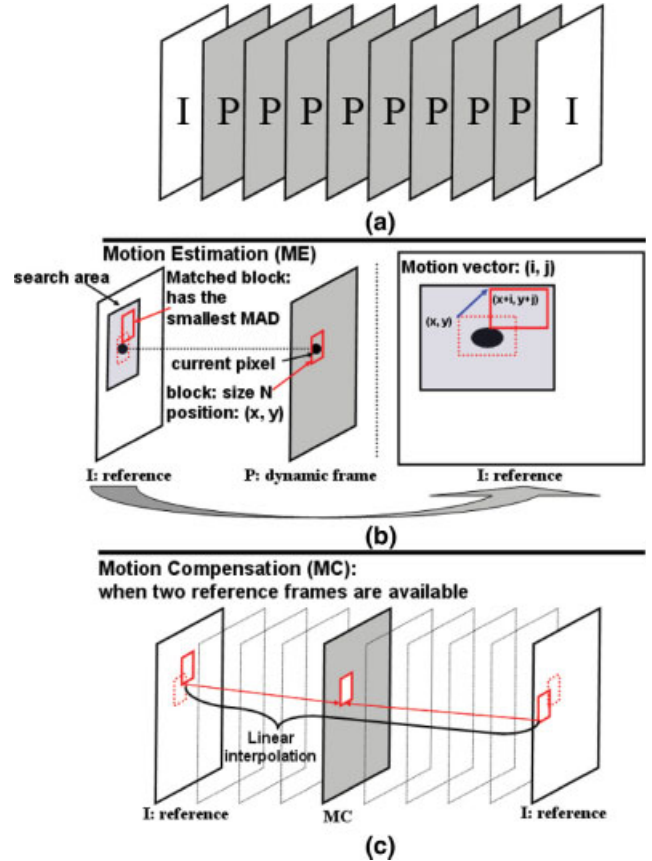 I P P P P P P P P I
(a)
Motion Estimation (ME)
search area
Matched block:
has the
smallest MAD
current pixel
block: size N
position: (x, y)
I: reference
P: dynamic frame
Motion vector: (i, j)
(x+i, y+j)
(x, y)
I: reference
(b)
Motion Compensation (MC):
when two reference frames are available
Linear
interpolation
I: reference
MC
I: reference
(c)